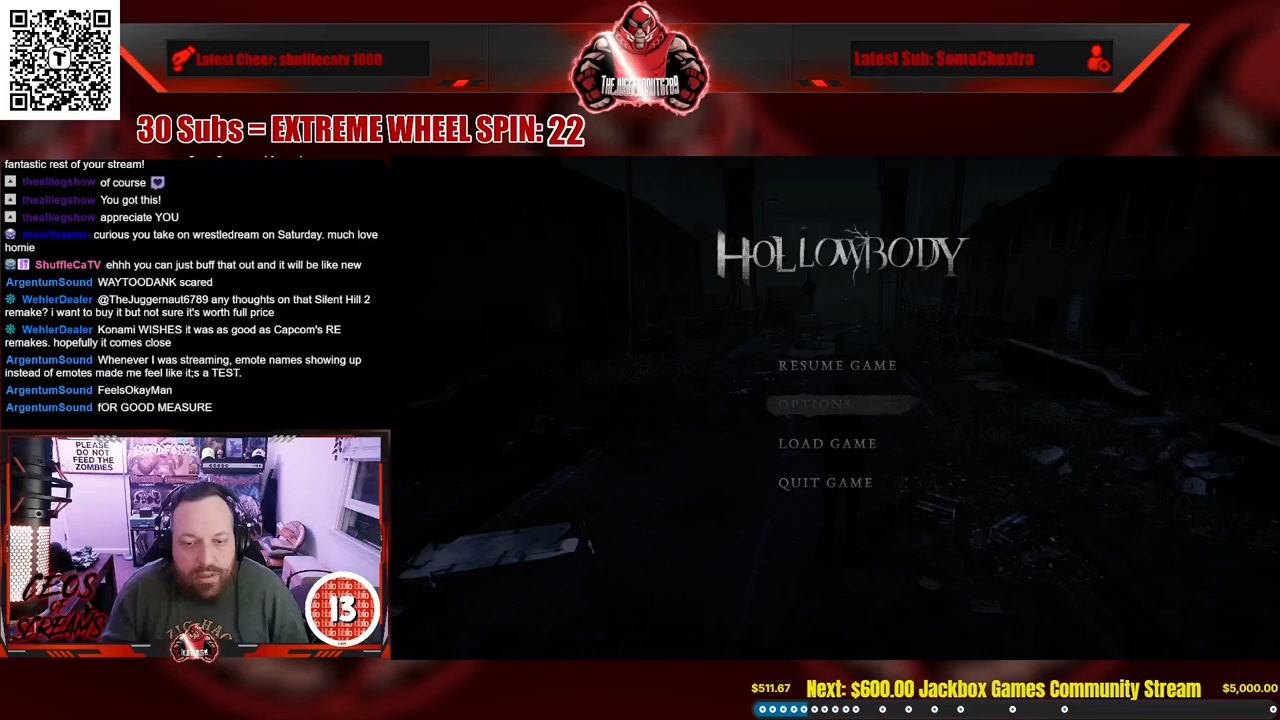 Latest Cheer: shufflecatv 1000
THEJUGGERNAUT6789
Latest Sub: SomaChextra
30 Subs = EXTREME WHEEL SPIN: 22
fantastic rest of your stream!
thealliegshow of course
thealliegshow You got this!
thealliegshow appreciate YOU
curious you take on wrestledream on Saturday. much love
homie
ShuffleCaTV ehhh you can just buff that out and it will be like new
ArgentumSound WAYTOODANK scared
WehlerDealer @TheJuggernaut6789 any thoughts on that Silent Hill 2
remake? i want to buy it but not sure it's worth full price
WehlerDealer Konami WISHES it was as good as Capcom's RE
remakes. hopefully it comes close
ArgentumSound Whenever I was streaming, emote names showing up
instead of emotes made me feel like it;s a TEST.
ArgentumSound FeelsOkayMan
ArgentumSound fOR GOOD MEASURE
HOLLOWBODY
RESUME GAME
OPTIONS
LOAD GAME
QUIT GAME
PLEASE
DO NOT
FEED THE
ZOMBIES
CEOS
OF
STREAMS
13
$511.67 Next: $600.00 Jackbox Games Community Stream $5,000.00